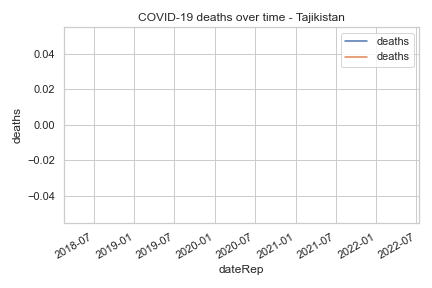 COVID-19 deaths over time - Tajikistan
deaths
deaths
0.04
0.02
0.00
−0.02
−0.04
deaths
2018-07
2019-01
2019-07
2020-01
2020-07
2021-01
2021-07
2022-01
2022-07
dateRep